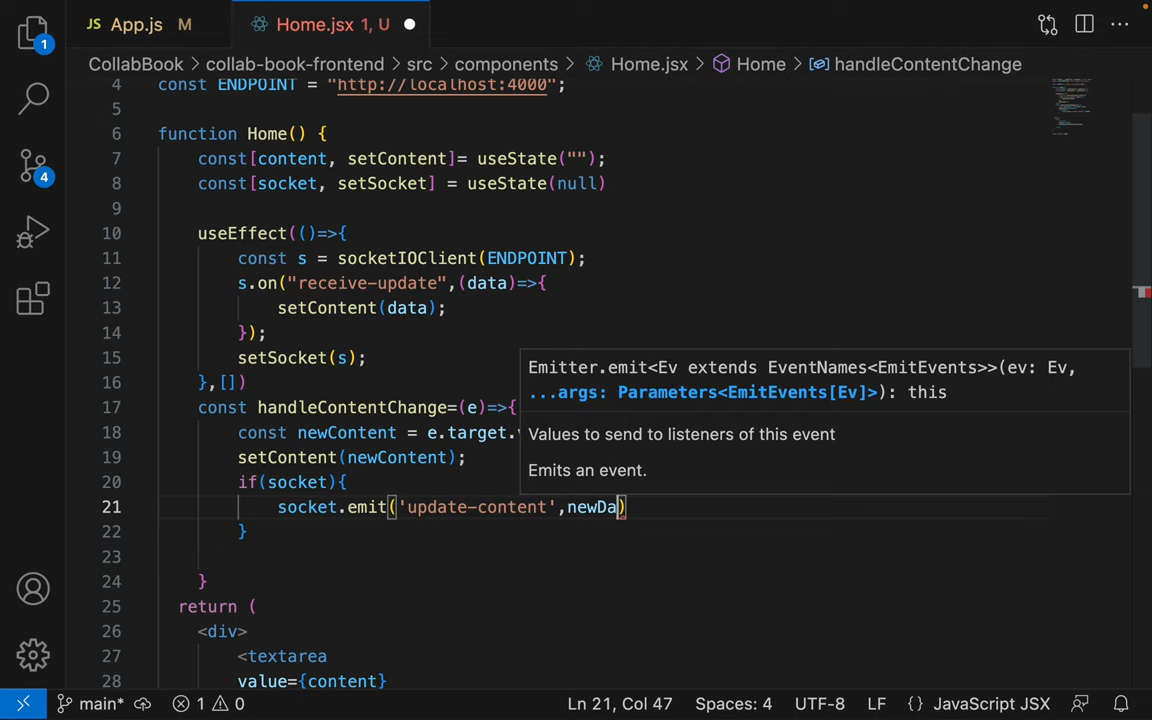 JS App.js M
Home.jsx 1, U
1
CollabBook > collab-book-frontend > src > components > Home.jsx > Home > handleContentChange
4 const ENDPOINT = "http://localhost:4000";
5
6 function Home() {
7 const[content, setContent]= useState("");
8 const[socket, setSocket] = useState(null)
4
9
10 useEffect(()=>{
11 const s = socketIOClient(ENDPOINT);
12 s.on("receive-update",(data)=>{
13 setContent(data);
14 });
15 setSocket(s);
Emitter.emit<Ev extends EventNames<EmitEvents>>(ev: Ev,
16 },[])
...args: Parameters<EmitEvents[Ev]>): this
17 const handleContentChange=(e)=>{
18 const newContent = e.target.
Values to send to listeners of this event
19 setContent(newContent);
Emits an event.
20 if(socket){
21 socket.emit('update-content',newDa)
22 }
23
24 }
25 return (
26 <div>
27 <textarea
28 value={content}
main* 1 0 Ln 21, Col 47 Spaces: 4 UTF-8 LF {} JavaScript JSX